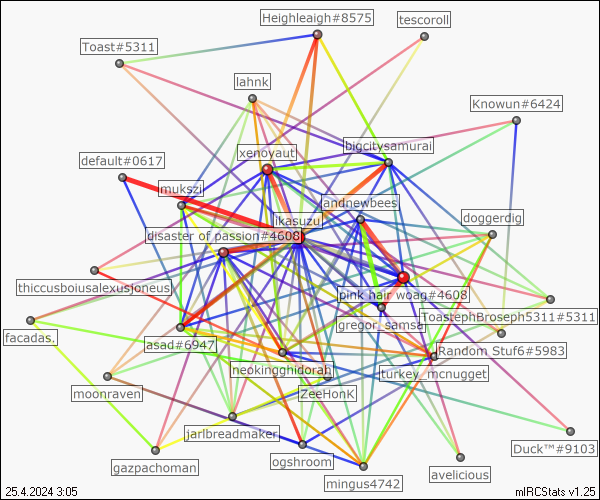 Heighleagh#8575
tescoroll
Toast#5311
lahnk
Knowun#6424
bigcitysamurai
xenoyaut
default#0617
mukszi
andnewbees
ikasuzu
doggerdig
disaster of passion#4608
thiccusboiusalexusjoneus
pink hair woag#4608
ToastephBroseph5311#5311
gregor_samsa
facadas.
asad#6947
Random Stuf6#5983
neokingghidorah
turkey_mcnugget
moonraven
ZeeHonk
jarlbreadmaker
Duck™#9103
ogshroom
gazpachoman
avelicious
mingus4742
25.4.2024 3:05
mIRCStats v1.25